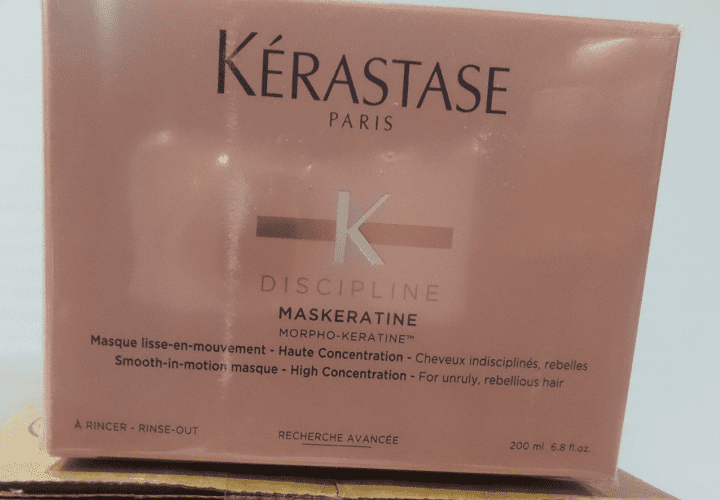 KÉRASTASE
PARIS
K
DISCIPLINE
MASKERATINE
MORPHO-KERATINE™
Masque lisse-en-mouvement - Haute Concentration - Cheveux indisciplinés, rebelles
Smooth-in-motion masque - High Concentration - For unruly, rebellious hair
À RINCER - RINSE-OUT
RECHERCHE AVANCÉE
200 ml 6.8 fl.oz.